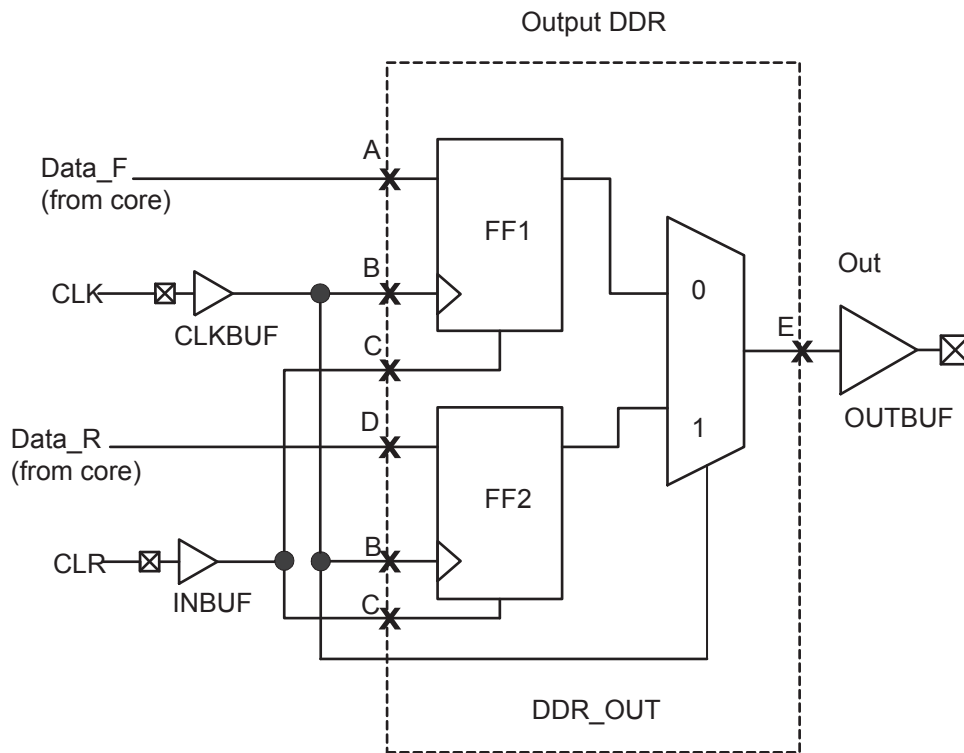 Output DDR
A
Data_F
(from core)
FF1
B
CLK
CLKBUF
0
Out
C
E
D
OUTBUF
Data_R
(from core)
1
FF2
B
CLR
INBUF
C
DDR_OUT